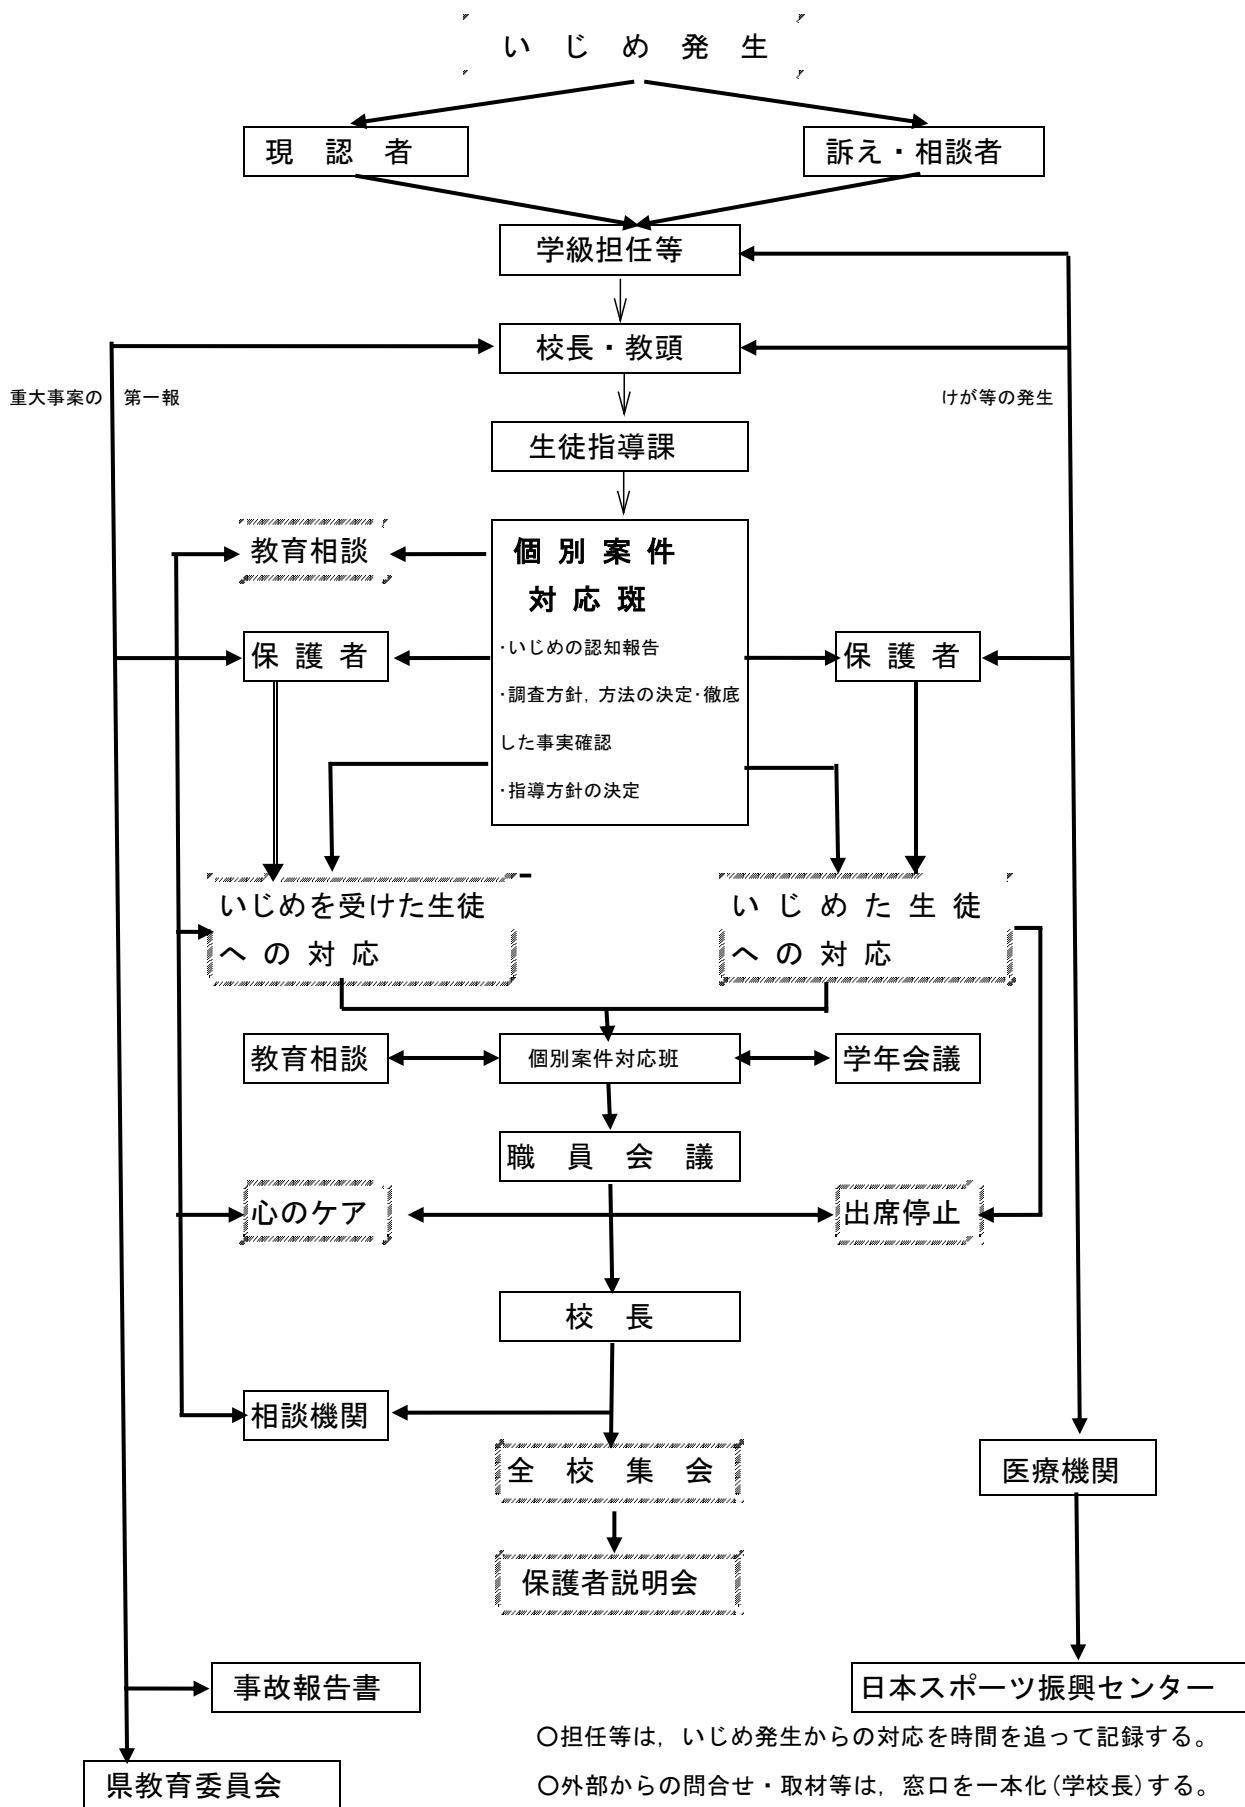 いじめ発生
現認者
訴え・相談者
学級担任等
校長・教頭
重大事案の 第一報
けが等の発生
生徒指導課
教育相談
個別案件
対応班
・いじめの認知報告
・調査方針，方法の決定・徹底
した事実確認
・指導方針の決定
保護者
保護者
いじめを受けた生徒
への対応
いじめた生徒
への対応
教育相談
個別案件対応班
学年会議
職員会議
心のケア
出席停止
校長
相談機関
全校集会
医療機関
保護者説明会
事故報告書
日本スポーツ振興センター
〇担任等は，いじめ発生からの対応を時間を追って記録する。
県教育委員会
〇外部からの問合せ・取材等は，窓口を一本化(学校長)する。